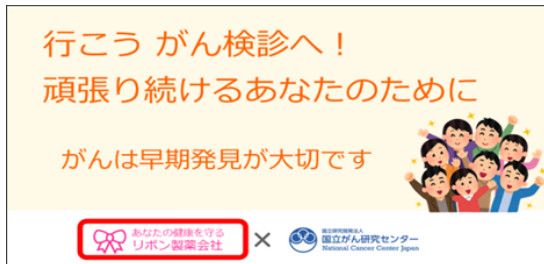 行こう がん検診へ！
頑張り続けるあなたのために
がんは早期発見が大切です
あなたの健康を守る
リボン製薬会社
×
国立研究開発法人
国立がん研究センター
National Cancer Center Japan